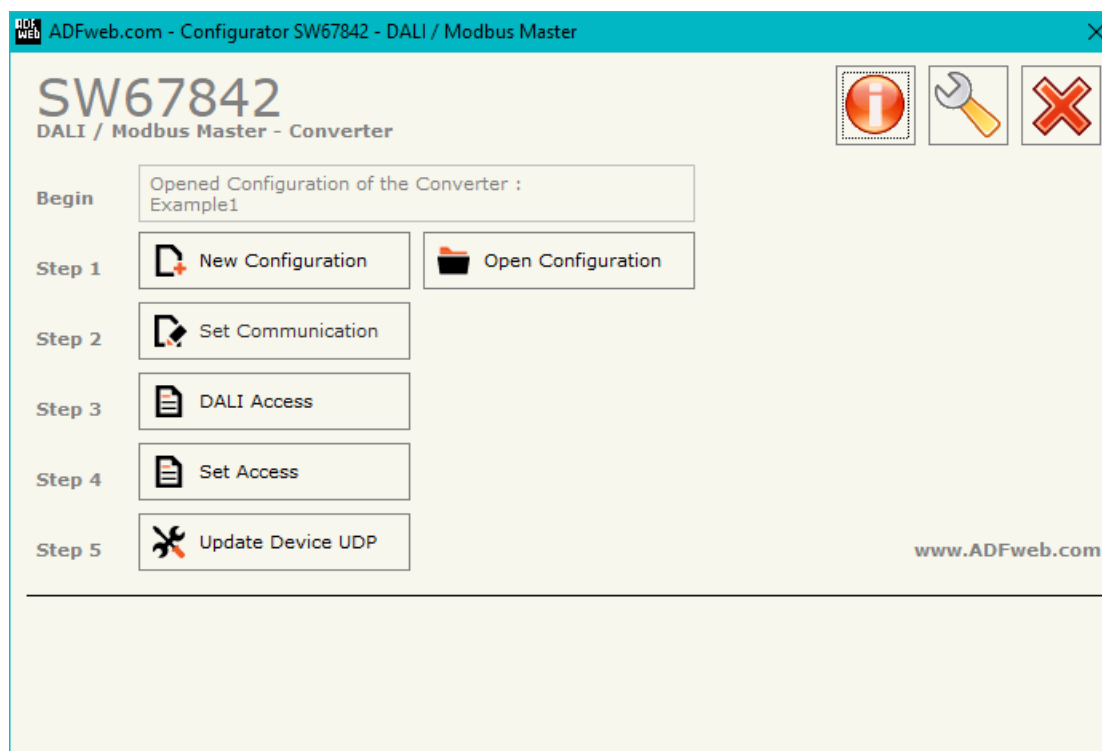 ADF
WEB
ADFweb.com - Configurator SW67842 - DALI / Modbus Master
SW67842
DALI / Modbus Master - Converter
Begin
Opened Configuration of the Converter :
Example1
Step 1
New Configuration
Open Configuration
Step 2
Set Communication
Step 3
DALI Access
Step 4
Set Access
Step 5
Update Device UDP
www.ADFweb.com